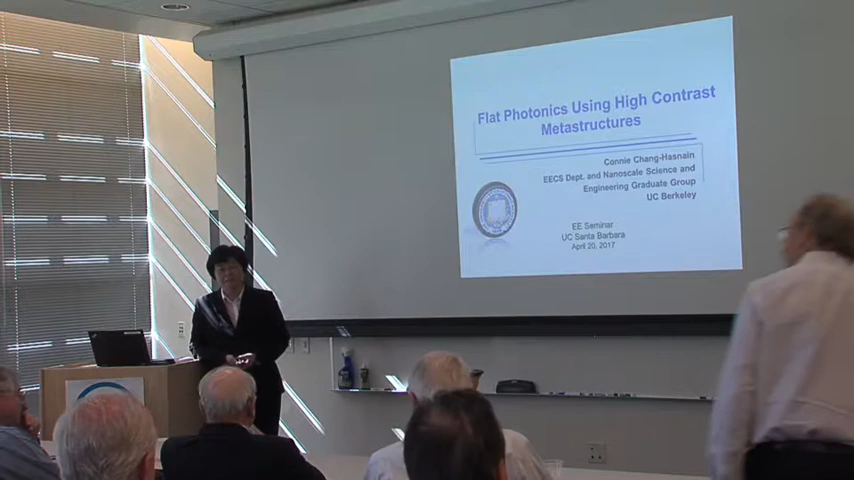 Flat Photonics Using High Contrast
Metastructures
Connie Chang-Hasnain
EECS Dept. and Nanoscale Science and
Engineering Graduate Group
UC Berkeley
EE Seminar
UC Santa Barbara
April 20, 2017